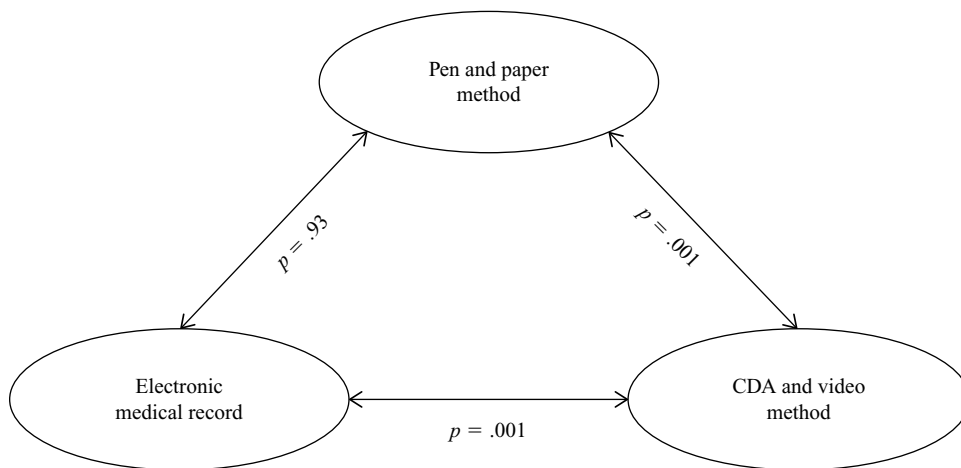 Pen and paper
method
p = .93
p = .001
Electronic
medical record
CDA and video
method
p = .001